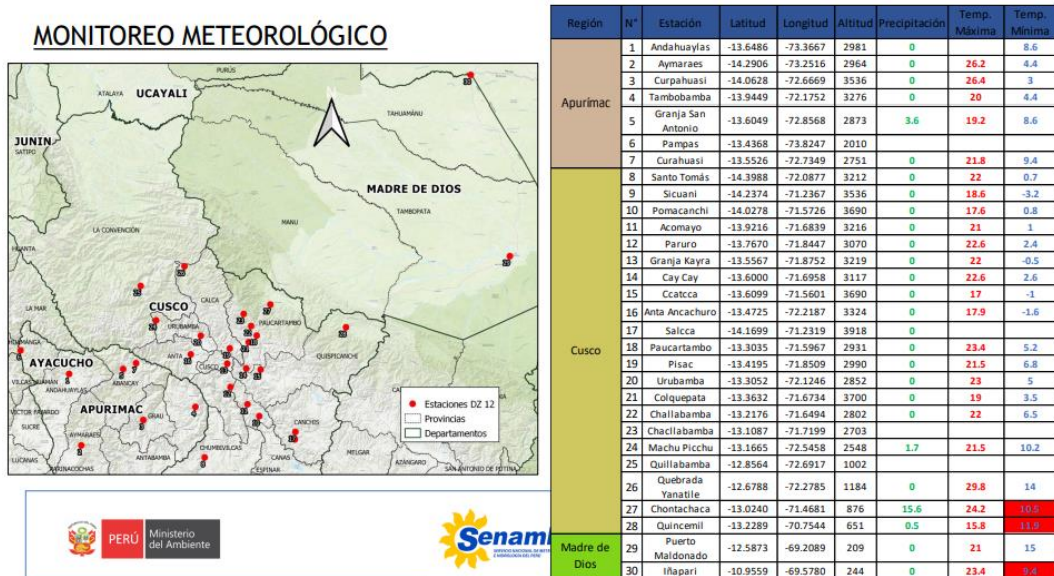 MONITOREO METEOROLÓGICO
PURÚS
ATALAYA
UCAYALI
TAHUAMANU
JUNIN
SATIPO
MADRE DE DIOS
TAMBOPATA
MANU
LA CONVENCIÓN
HUANTA
CUSCO
CALCA
LA MAR
URUBAMBA
PAUCARTAMBO
HUAMANGA
ANTA
CUSCO
QUISPICANCHI
AYACUCHO
ABANCAY
VILCAS HUAMAN
ANDAHUAYLAS
APURIMAC
GRAU
VICTOR FAJARDO
SUCRE
AYMARAES
CANCHIS
CHUMBIVILCAS
ANTABAMBA
CANAS
MELGAR
LUCANAS
PARINACOCHAS
ESPINAR
AZÁNGARO
SAN ANTONIO DE PUTINA
Estaciones DZ 12
Provincias
Departamentos
PERÚ Ministerio del Ambiente
Senamhi
Región N° Estación Latitud Longitud Altitud Precipitación Temp. Máxima Temp. Mínima
Apurímac
1 Andahuaylas -13.6486 -73.3667 2981 0 8.6
2 Aymaraes -14.2906 -73.2516 2964 0 26.2 4.4
3 Curpahuasi -14.0628 -72.6669 3536 0 26.4 3
4 Tambobamba -13.9449 -72.1752 3276 0 20 4.4
5 Granja San Antonio -13.6049 -72.8568 2873 3.6 19.2 8.6
6 Pampas -13.4368 -73.8247 2010
7 Curahuasi -13.5526 -72.7349 2751 0 21.8 9.4
Cusco
8 Santo Tomás -14.3988 -72.0877 3212 0 22 0.7
9 Sicuani -14.2374 -71.2367 3536 0 18.6 -3.2
10 Pomacanchi -14.0278 -71.5726 3690 0 17.6 0.8
11 Acomayo -13.9216 -71.6839 3216 0 21 1
12 Paruro -13.7670 -71.8447 3070 0 22.6 2.4
13 Granja Kayra -13.5567 -71.8752 3219 0 22 -0.5
14 Cay Cay -13.6000 -71.6958 3117 0 22.6 2.6
15 Ccatcca -13.6099 -71.5601 3690 0 17 -1
16 Anta Ancachuro -13.4725 -72.2187 3324 0 17.9 -1.6
17 Salcca -14.1699 -71.2319 3918 0
18 Paucartambo -13.3035 -71.5967 2931 0 23.4 5.2
19 Pisac -13.4195 -71.8509 2990 0 21.5 6.8
20 Urubamba -13.3052 -72.1246 2852 0 23 5
21 Colquepata -13.3632 -71.6734 3700 0 19 3.5
22 Challabamba -13.2176 -71.6494 2802 0 22 6.5
23 Chacllabamba -13.1087 -71.7199 2703
24 Machu Picchu -13.1665 -72.5458 2548 1.7 21.5 10.2
25 Quillabamba -12.8564 -72.6917 1002
26 Quebrada Yanatile -12.6788 -72.2785 1184 0 29.8 14
27 Chontachaca -13.0240 -71.4681 876 15.6 24.2 10.5
28 Quincemil -13.2289 -70.7544 651 0.5 15.8 11.9
Madre de Dios
29 Puerto Maldonado -12.5873 -69.2089 209 0 21 15
30 Iñapari -10.9559 -69.5780 244 0 23.4 9.4